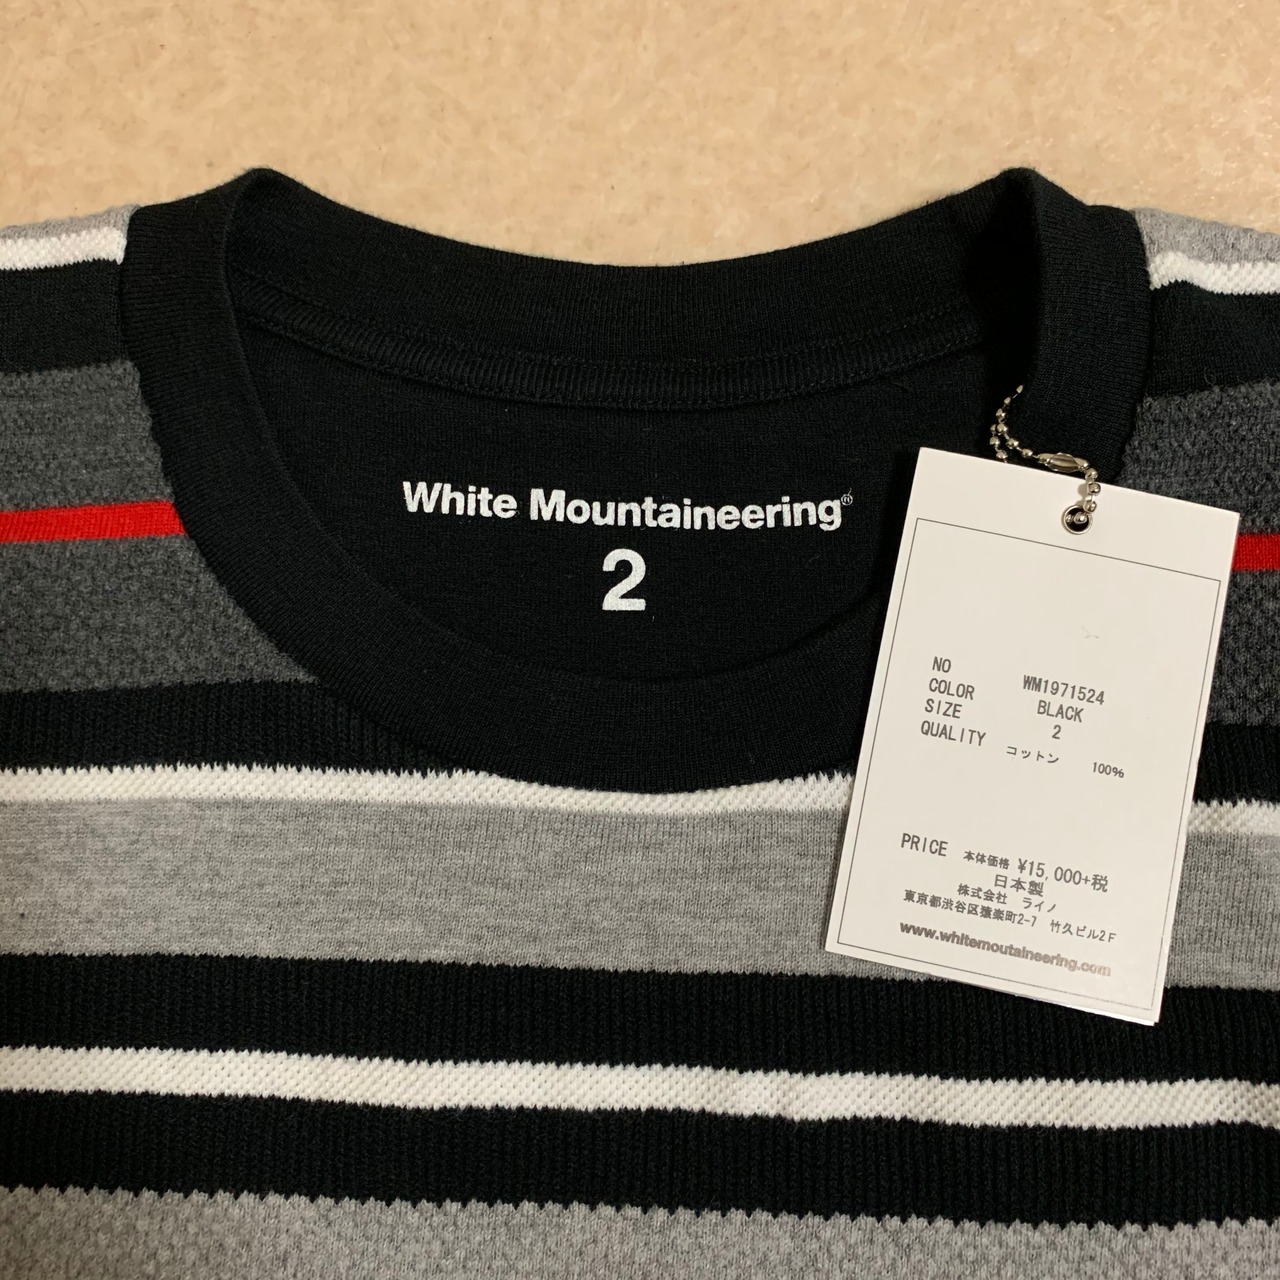 White Mountaineering®
2
NO WM1971524
COLOR BLACK
SIZE 2
QUALITY コットン 100%
PRICE 本体価格 ¥15,000+税
日本製
株式会社 ライノ
東京都渋谷区猿楽町2-7 竹久ビル2F
www.whitemoutaineering.com